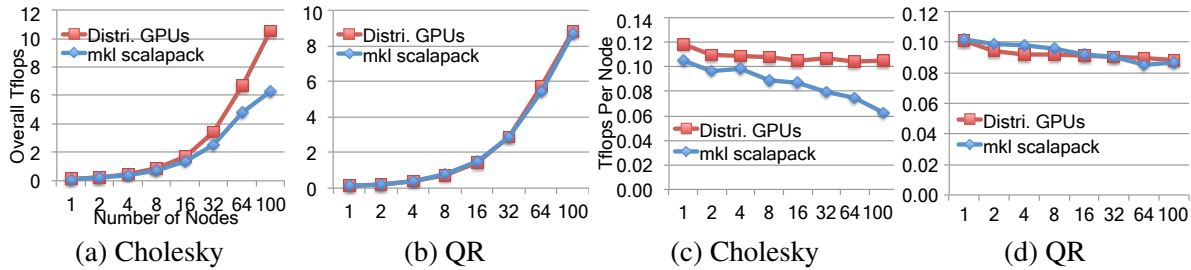 12
10
8
6
4
2
0
Overall Tflops
Distri. GPUs
mkl scalapack
1 2 4 8 16 32 64 100
Number of Nodes
(a) Cholesky
10
8
6
4
2
0
Distri. GPUs
mkl scalapack
1 2 4 8 16 32 64 100
(b) QR
0.14
0.12
0.10
0.08
0.06
0.04
0.02
0.00
Tflops Per Node
Distri. GPUs
mkl scalapack
1 2 4 8 16 32 64 100
(c) Cholesky
0.12
0.10
0.08
0.06
0.04
0.02
0.00
Distri. GPUs
mkl scalapack
1 2 4 8 16 32 64 100
(d) QR